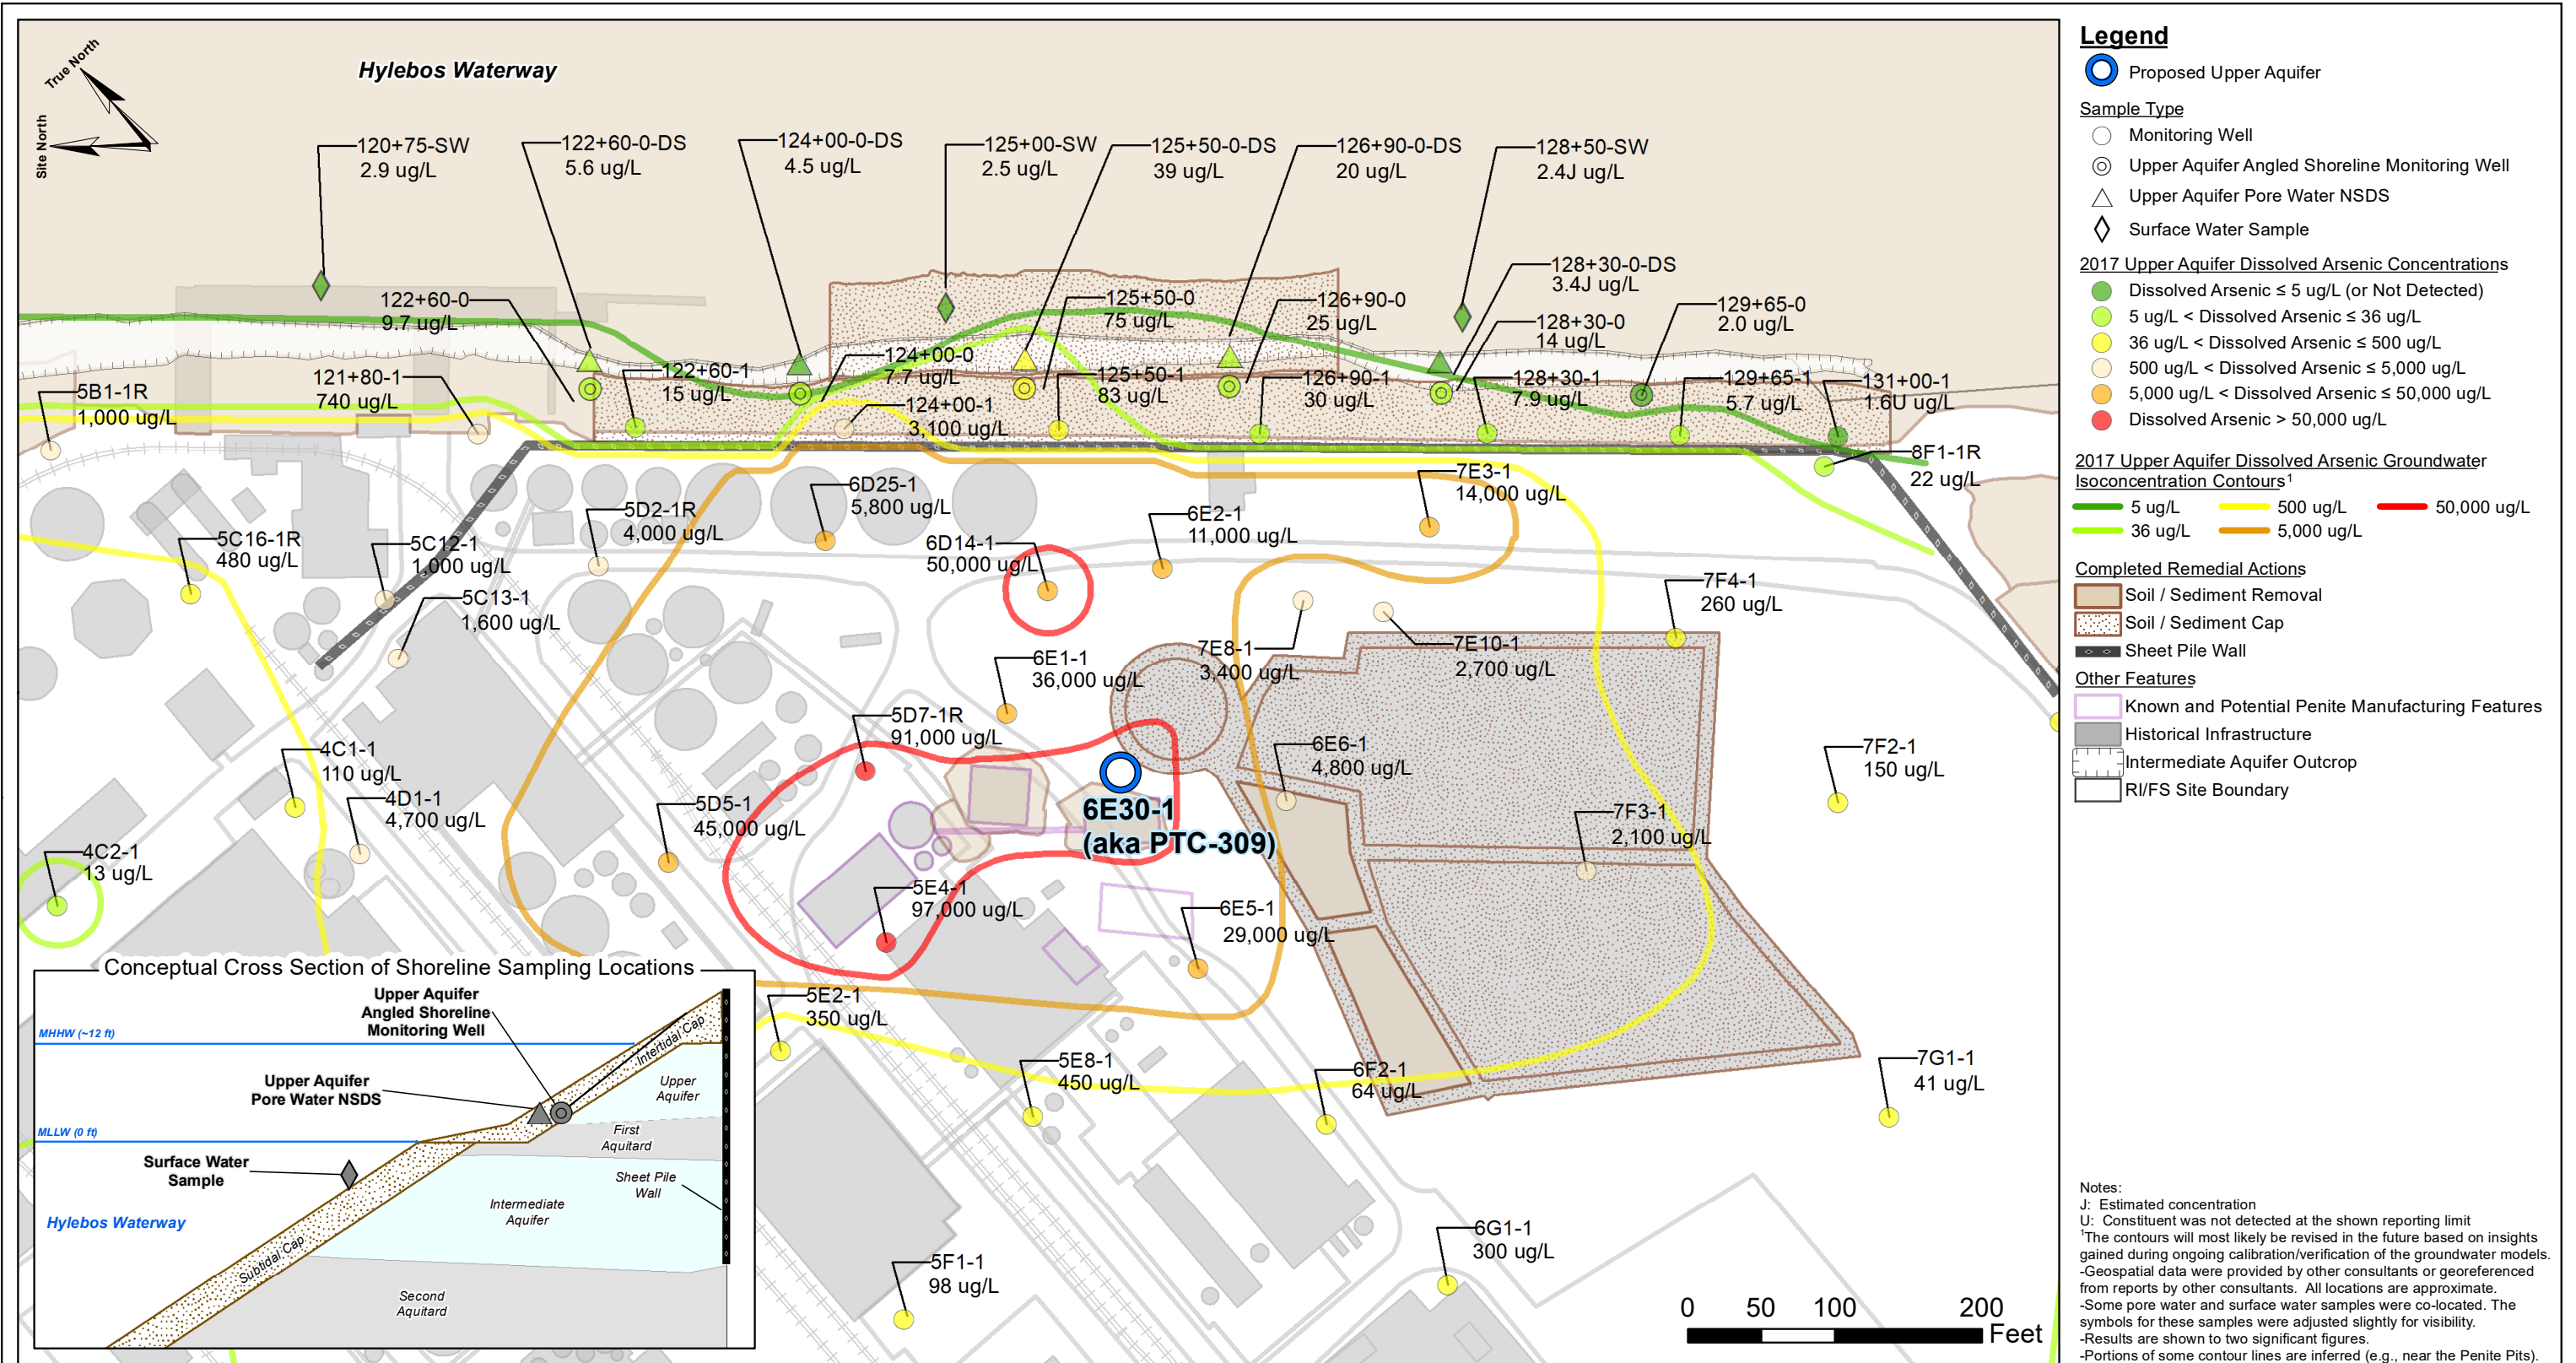 True North
Site North
Hylebos Waterway
120+75-SW
2.9 ug/L
122+60-0-DS
5.6 ug/L
124+00-0-DS
4.5 ug/L
125+00-SW
2.5 ug/L
125+50-0-DS
39 ug/L
126+90-0-DS
20 ug/L
128+50-SW
2.4J ug/L
128+30-0-DS
3.4J ug/L
122+60-0
9.7 ug/L
125+50-0
75 ug/L
126+90-0
25 ug/L
128+30-0
14 ug/L
129+65-0
2.0 ug/L
5B1-1R
1,000 ug/L
121+80-1
740 ug/L
122+60-1
15 ug/L
124+00-0
7.7 ug/L
124+00-1
3,100 ug/L
125+50-1
83 ug/L
126+90-1
30 ug/L
128+30-1
7.9 ug/L
129+65-1
5.7 ug/L
131+00-1
1.6U ug/L
8F1-1R
22 ug/L
5C16-1R
480 ug/L
5C12-1
1,000 ug/L
5C13-1
1,600 ug/L
5D2-1R
4,000 ug/L
6D25-1
5,800 ug/L
6D14-1
50,000 ug/L
6E2-1
11,000 ug/L
7E3-1
14,000 ug/L
7F4-1
260 ug/L
6E1-1
36,000 ug/L
7E8-1
3,400 ug/L
7E10-1
2,700 ug/L
5D7-1R
91,000 ug/L
4C1-1
110 ug/L
4D1-1
4,700 ug/L
5D5-1
45,000 ug/L
6E30-1
(aka PTC-309)
6E6-1
4,800 ug/L
7F2-1
150 ug/L
7F3-1
2,100 ug/L
4C2-1
13 ug/L
5E4-1
97,000 ug/L
6E5-1
29,000 ug/L
5E2-1
350 ug/L
5E8-1
450 ug/L
6F2-1
64 ug/L
7G1-1
41 ug/L
6G1-1
300 ug/L
5F1-1
98 ug/L
Conceptual Cross Section of Shoreline Sampling Locations
Upper Aquifer
Angled Shoreline
Monitoring Well
MHHW (~12 ft)
Intertidal Cap
Upper Aquifer
Pore Water NSDS
Upper
Aquifer
MLLW (0 ft)
First
Aquitard
Surface Water
Sample
Sheet Pile
Wall
Intermediate
Aquifer
Hylebos Waterway
Subtidal Cap
Second
Aquitard
0 50 100 200
Feet
Legend
Proposed Upper Aquifer
Sample Type
Monitoring Well
Upper Aquifer Angled Shoreline Monitoring Well
Upper Aquifer Pore Water NSDS
Surface Water Sample
2017 Upper Aquifer Dissolved Arsenic Concentrations
Dissolved Arsenic ≤ 5 ug/L (or Not Detected)
5 ug/L < Dissolved Arsenic ≤ 36 ug/L
36 ug/L < Dissolved Arsenic ≤ 500 ug/L
500 ug/L < Dissolved Arsenic ≤ 5,000 ug/L
5,000 ug/L < Dissolved Arsenic ≤ 50,000 ug/L
Dissolved Arsenic > 50,000 ug/L
2017 Upper Aquifer Dissolved Arsenic Groundwater
Isoconcentration Contours¹
5 ug/L 500 ug/L 50,000 ug/L
36 ug/L 5,000 ug/L
Completed Remedial Actions
Soil / Sediment Removal
Soil / Sediment Cap
Sheet Pile Wall
Other Features
Known and Potential Penite Manufacturing Features
Historical Infrastructure
Intermediate Aquifer Outcrop
RI/FS Site Boundary
Notes:
J: Estimated concentration
U: Constituent was not detected at the shown reporting limit
¹The contours will most likely be revised in the future based on insights
gained during ongoing calibration/verification of the groundwater models.
-Geospatial data were provided by other consultants or georeferenced
from reports by other consultants. All locations are approximate.
-Some pore water and surface water samples were co-located. The
symbols for these samples were adjusted slightly for visibility.
-Results are shown to two significant figures.
-Portions of some contour lines are inferred (e.g., near the Penite Pits).